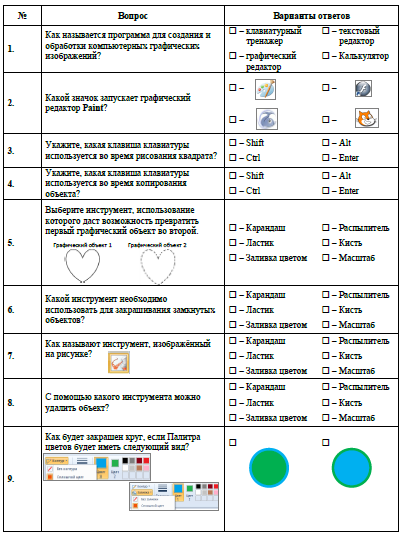 № Вопрос Варианты ответов
1. Как называется программа для создания и
обработки компьютерных графических
изображений?
– клавиатурный
тренажер
– текстовый
редактор
– графический
редактор
– Калькулятор
2. Какой значок запускает графический
редактор Paint?
–
–
–
–
3. Укажите, какая клавиша клавиатуры
используется во время рисования квадрата?
– Shift – Alt
– Ctrl – Enter
4. Укажите, какая клавиша клавиатуры
используется во время копирования
объекта?
– Shift – Alt
– Ctrl – Enter
5. Выберите инструмент, использование
которого даст возможность превратить
первый графический объект во второй.
Графический объект 1 Графический объект 2
– Карандаш – Распылитель
– Ластик – Кисть
– Заливка цветом – Масштаб
6. Какой инструмент необходимо
использовать для закрашивания замкнутых
объектов?
– Карандаш – Распылитель
– Ластик – Кисть
– Заливка цветом – Масштаб
7. Как называют инструмент, изображённый
на рисунке?
– Карандаш – Распылитель
– Ластик – Кисть
– Заливка цветом – Масштаб
8. С помощью какого инструмента можно
удалить объект?
– Карандаш – Распылитель
– Ластик – Кисть
– Заливка цветом – Масштаб
9. Как будет закрашен круг, если Палитра
цветов будет иметь следующий вид?